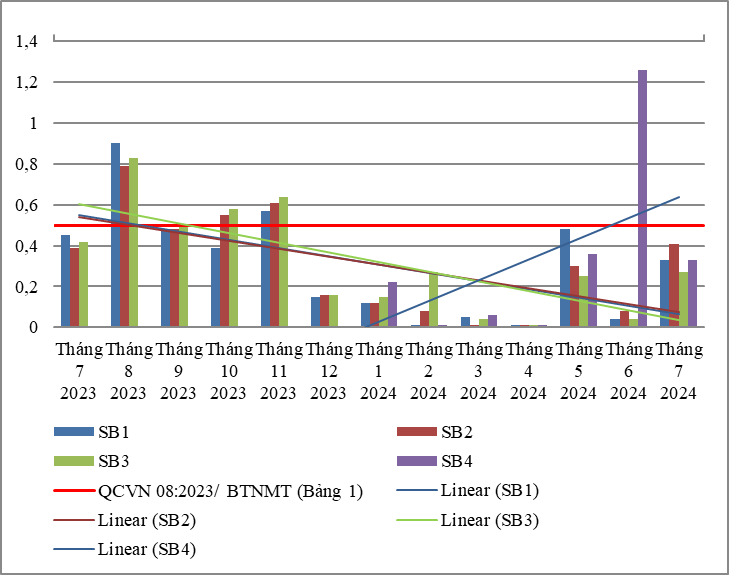 1,4
1,2
1
0,8
0,6
0,4
0,2
0
Tháng Tháng Tháng Tháng Tháng Tháng Tháng Tháng Tháng Tháng Tháng Tháng Tháng
7 8 9 10 11 12 1 2 3 4 5 6 7
2023 2023 2023 2023 2023 2023 2024 2024 2024 2024 2024 2024 2024
SB1 SB2
SB3 SB4
QCVN 08:2023/ BTNMT (Bảng 1) Linear (SB1)
Linear (SB2) Linear (SB3)
Linear (SB4)